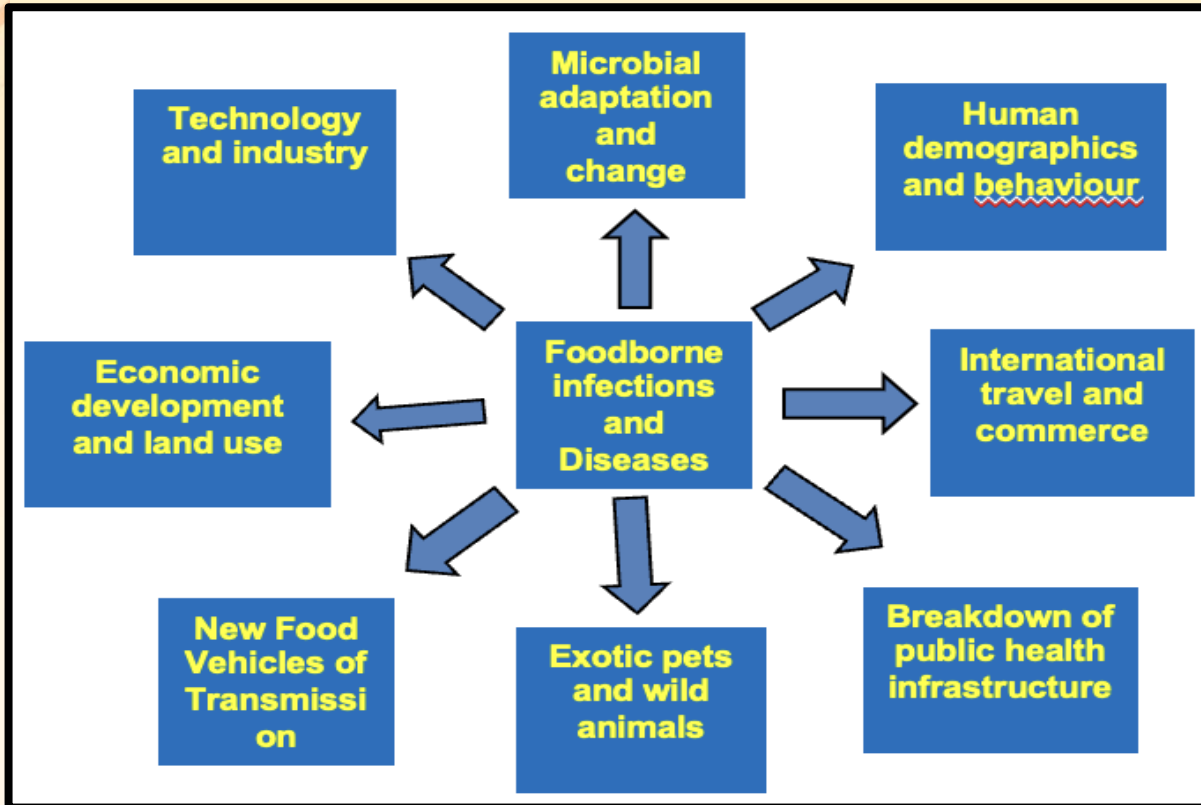 Microbial
adaptation
and
change
Technology
and industry
Human
demographics
and behaviour
Economic
development
and land use
Foodborne
infections
and
Diseases
International
travel and
commerce
New Food
Vehicles of
Transmissi
on
Exotic pets
and wild
animals
Breakdown of
public health
infrastructure